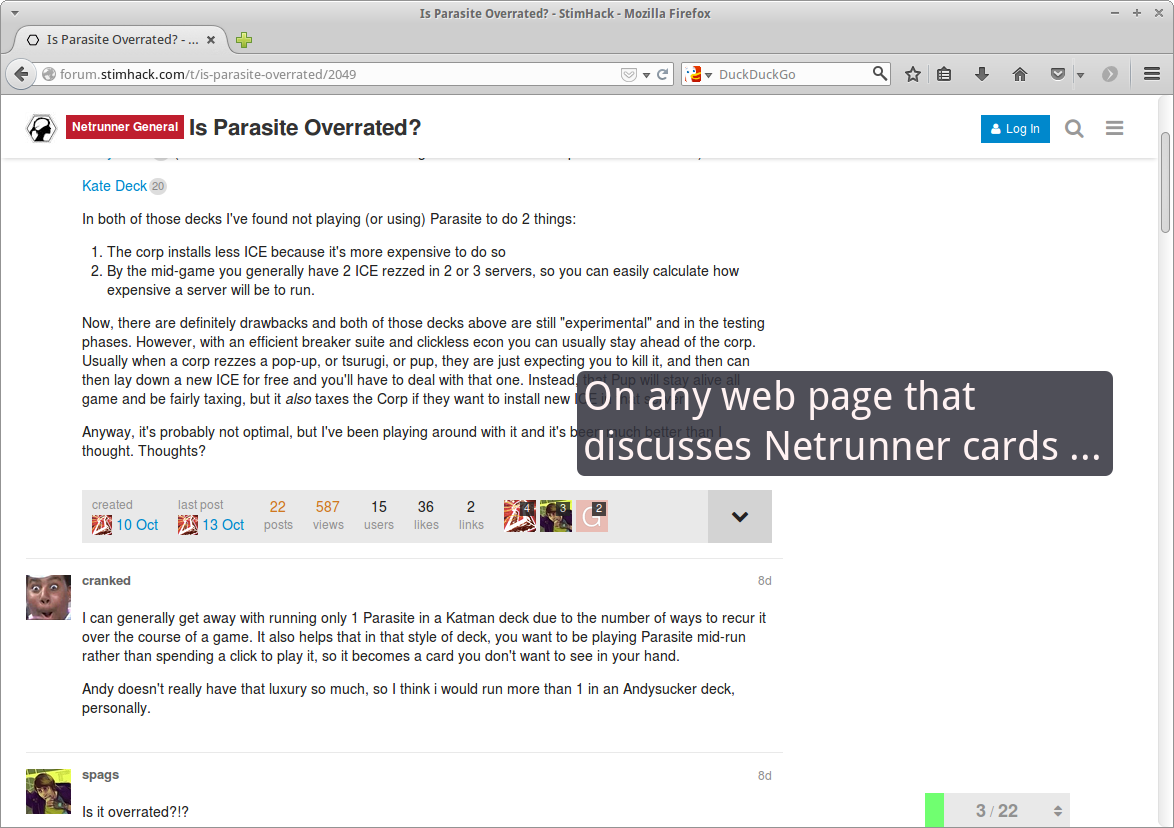 Is Parasite Overrated? - StimHack - Mozilla Firefox
Is Parasite Overrated? - ...
forum.stimhack.com/t/is-parasite-overrated/2049
DuckDuckGo
Netrunner General Is Parasite Overrated?
Log In
Kate Deck 20
In both of those decks I've found not playing (or using) Parasite to do 2 things:
1. The corp installs less ICE because it's more expensive to do so
2. By the mid-game you generally have 2 ICE rezzed in 2 or 3 servers, so you can easily calculate how
expensive a server will be to run.
Now, there are definitely drawbacks and both of those decks above are still "experimental" and in the testing
phases. However, with an efficient breaker suite and clickless econ you can usually stay ahead of the corp.
Usually when a corp rezzes a pop-up, or tsurugi, or pup, they are just expecting you to kill it, and then can
then lay down a new ICE for free and you'll have to deal with that one. Instead, that Pup will stay alive all
game and be fairly taxing, but it also taxes the Corp if they want to install new ICE
On any web page that
discusses Netrunner cards ...
Anyway, it's probably not optimal, but I've been playing around with it and it's been much better than I
thought. Thoughts?
created last post 22 587 15 36 2 4 3 G 2
10 Oct 13 Oct posts views users likes links
cranked 8d
I can generally get away with running only 1 Parasite in a Katman deck due to the number of ways to recur it
over the course of a game. It also helps that in that style of deck, you want to be playing Parasite mid-run
rather than spending a click to play it, so it becomes a card you don't want to see in your hand.
Andy doesn't really have that luxury so much, so I think i would run more than 1 in an Andysucker deck,
personally.
spags 8d
Is it overrated?!?
3 / 22